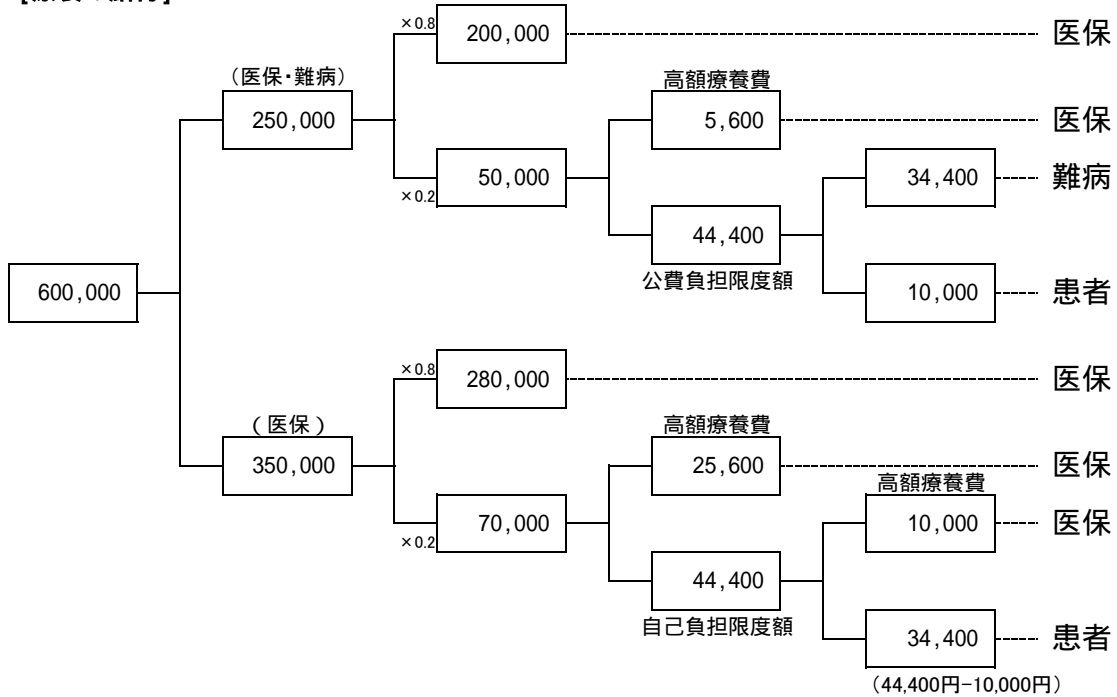 ×0.8 200,000 医保
(医保・難病) 高額療養費
250,000 5,600 医保
×0.2 50,000 34,400 難病
44,400
600,000 公費負担限度額 10,000 患者
×0.8 280,000 医保
(医保) 高額療養費
350,000 25,600 医保
高額療養費
×0.2 70,000 10,000 医保
44,400
自己負担限度額 34,400 患者
(44,400円-10,000円)